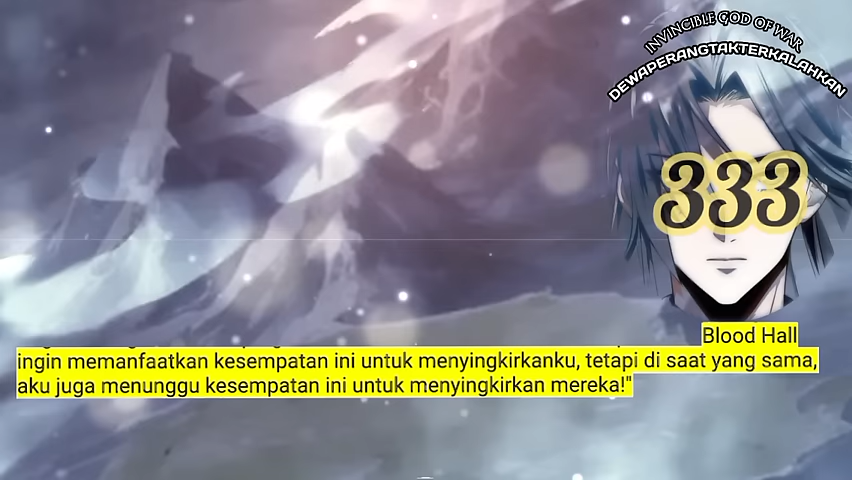 INVINCIBLE GOD OF WAR
DEWAPERANGTAKTERKALAHKAN
333
Blood Hall
ingin memanfaatkan kesempatan ini untuk menyingkirkanku, tetapi di saat yang sama,
aku juga menunggu kesempatan ini untuk menyingkirkan mereka!"